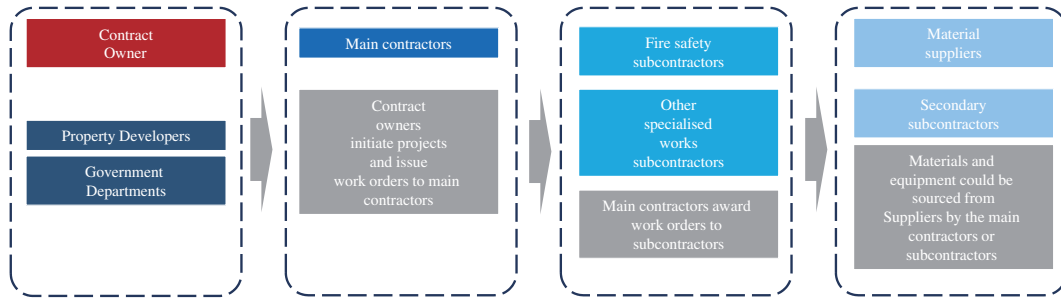 Contract
Owner
Property Developers
Government
Departments
Main contractors
Contract
owners
initiate projects
and issue
work orders to main
contractors
Fire safety
subcontractors
Other
specialised
works
subcontractors
Main contractors award
work orders to
subcontractors
Material
suppliers
Secondary
subcontractors
Materials and
equipment could be
sourced from
Suppliers by the main
contractors or
subcontractors